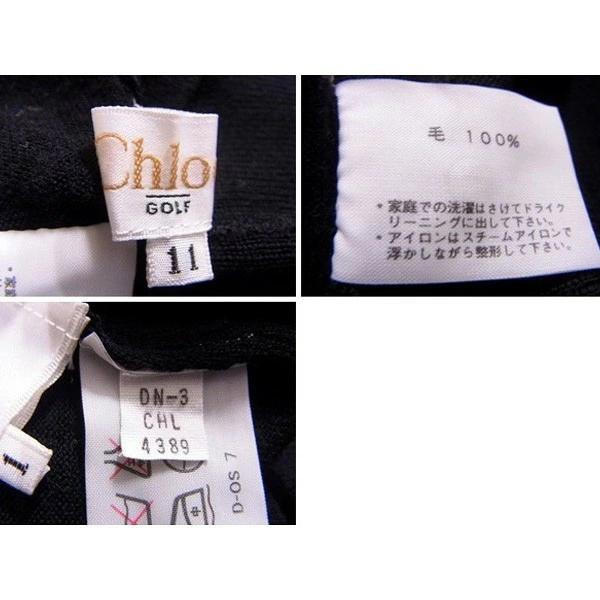 Chlo
GOLF
11
毛 100%
*家庭での洗濯はさけてドライク
リーニングに出して下さい。
*アイロンはスチームアイロンで
浮かしながら整形して下さい。
DN-3
CHL
4389
D-OS 7